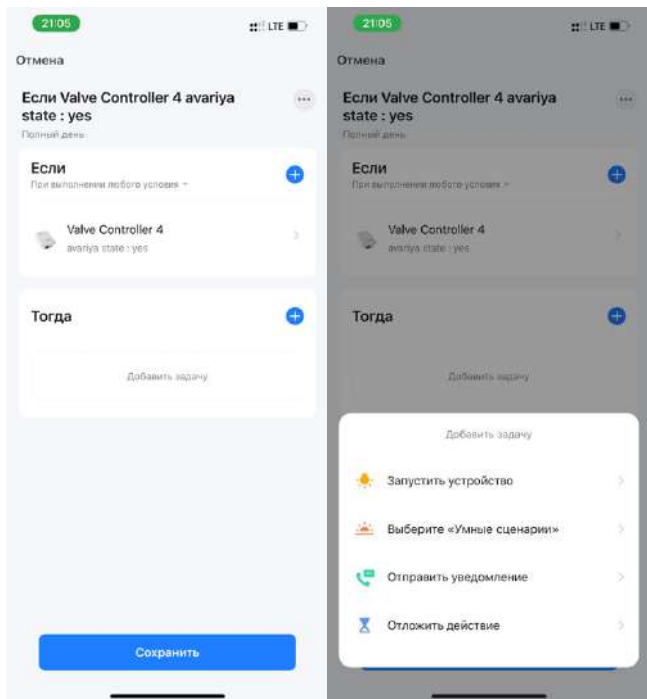 21:05
LTE
Отмена
Если Valve Controller 4 avariya
state : yes
Полный день
Если
При выполнении любого условия
Valve Controller 4
avariya state : yes
Тогда
Добавить задачу
Сохранить
21:05
LTE
Отмена
Если Valve Controller 4 avariya
state : yes
Полный день
Если
При выполнении любого условия
Valve Controller 4
avariya state : yes
Тогда
Добавить задачу
Добавить задачу
Запустить устройство
Выберите «Умные сценарии»
Отправить уведомление
Отложить действие